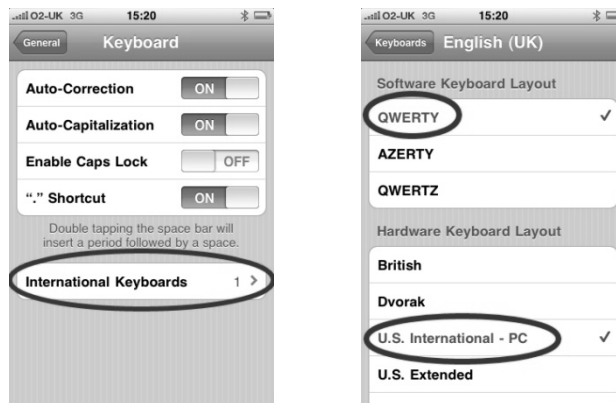 O2-UK 3G 15:20
General Keyboard
Auto-Correction ON
Auto-Capitalization ON
Enable Caps Lock OFF
“.” Shortcut ON
Double tapping the space bar will
insert a period followed by a space.
International Keyboards 1 >
O2-UK 3G 15:20
Keyboards English (UK)
Software Keyboard Layout
QWERTY ✓
AZERTY
QWERTZ
Hardware Keyboard Layout
British
Dvorak
U.S. International - PC ✓
U.S. Extended